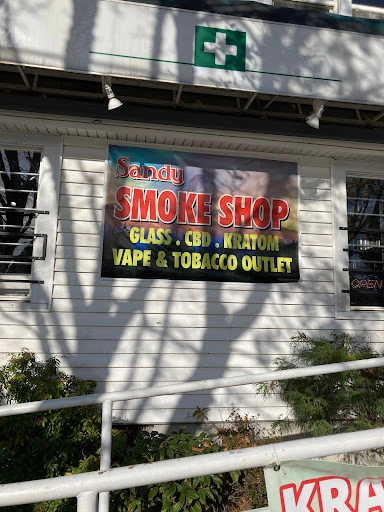 Sandy
SMOKE SHOP
GLASS . CBD . KRATOM
VAPE & TOBACCO OUTLET
OPEN
KRA